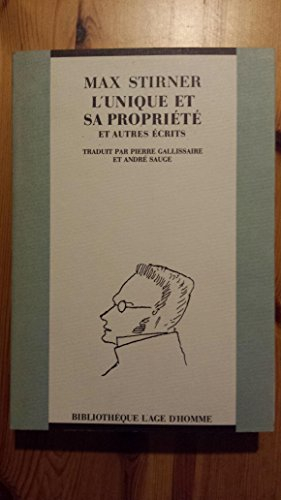 MAX STIRNER
L'UNIQUE ET
SA PROPRIÉTÉ
ET AUTRES ÉCRITS
TRADUIT PAR PIERRE GALLISSAIRE
ET ANDRÉ SAUGE
BIBLIOTHÈQUE L'AGE D'HOMME